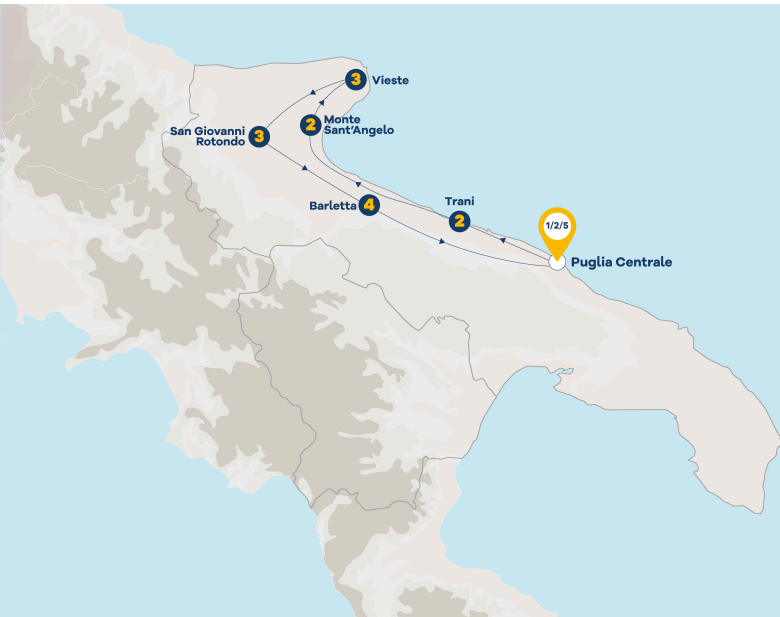 3 Vieste
2 Monte
Sant'Angelo
San Giovanni
Rotondo 3
Barletta 4
Trani
2
1/2/5
Puglia Centrale